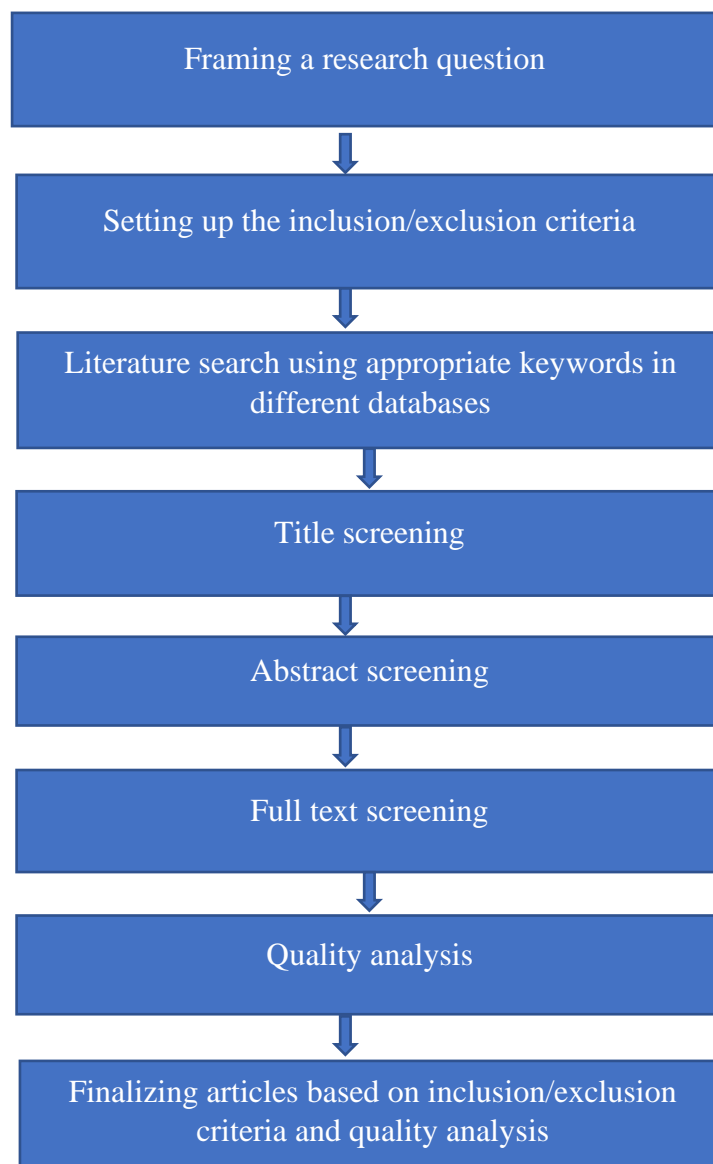 Framing a research question
Setting up the inclusion/exclusion criteria
Literature search using appropriate keywords in
different databases
Title screening
Abstract screening
Full text screening
Quality analysis
Finalizing articles based on inclusion/exclusion
criteria and quality analysis